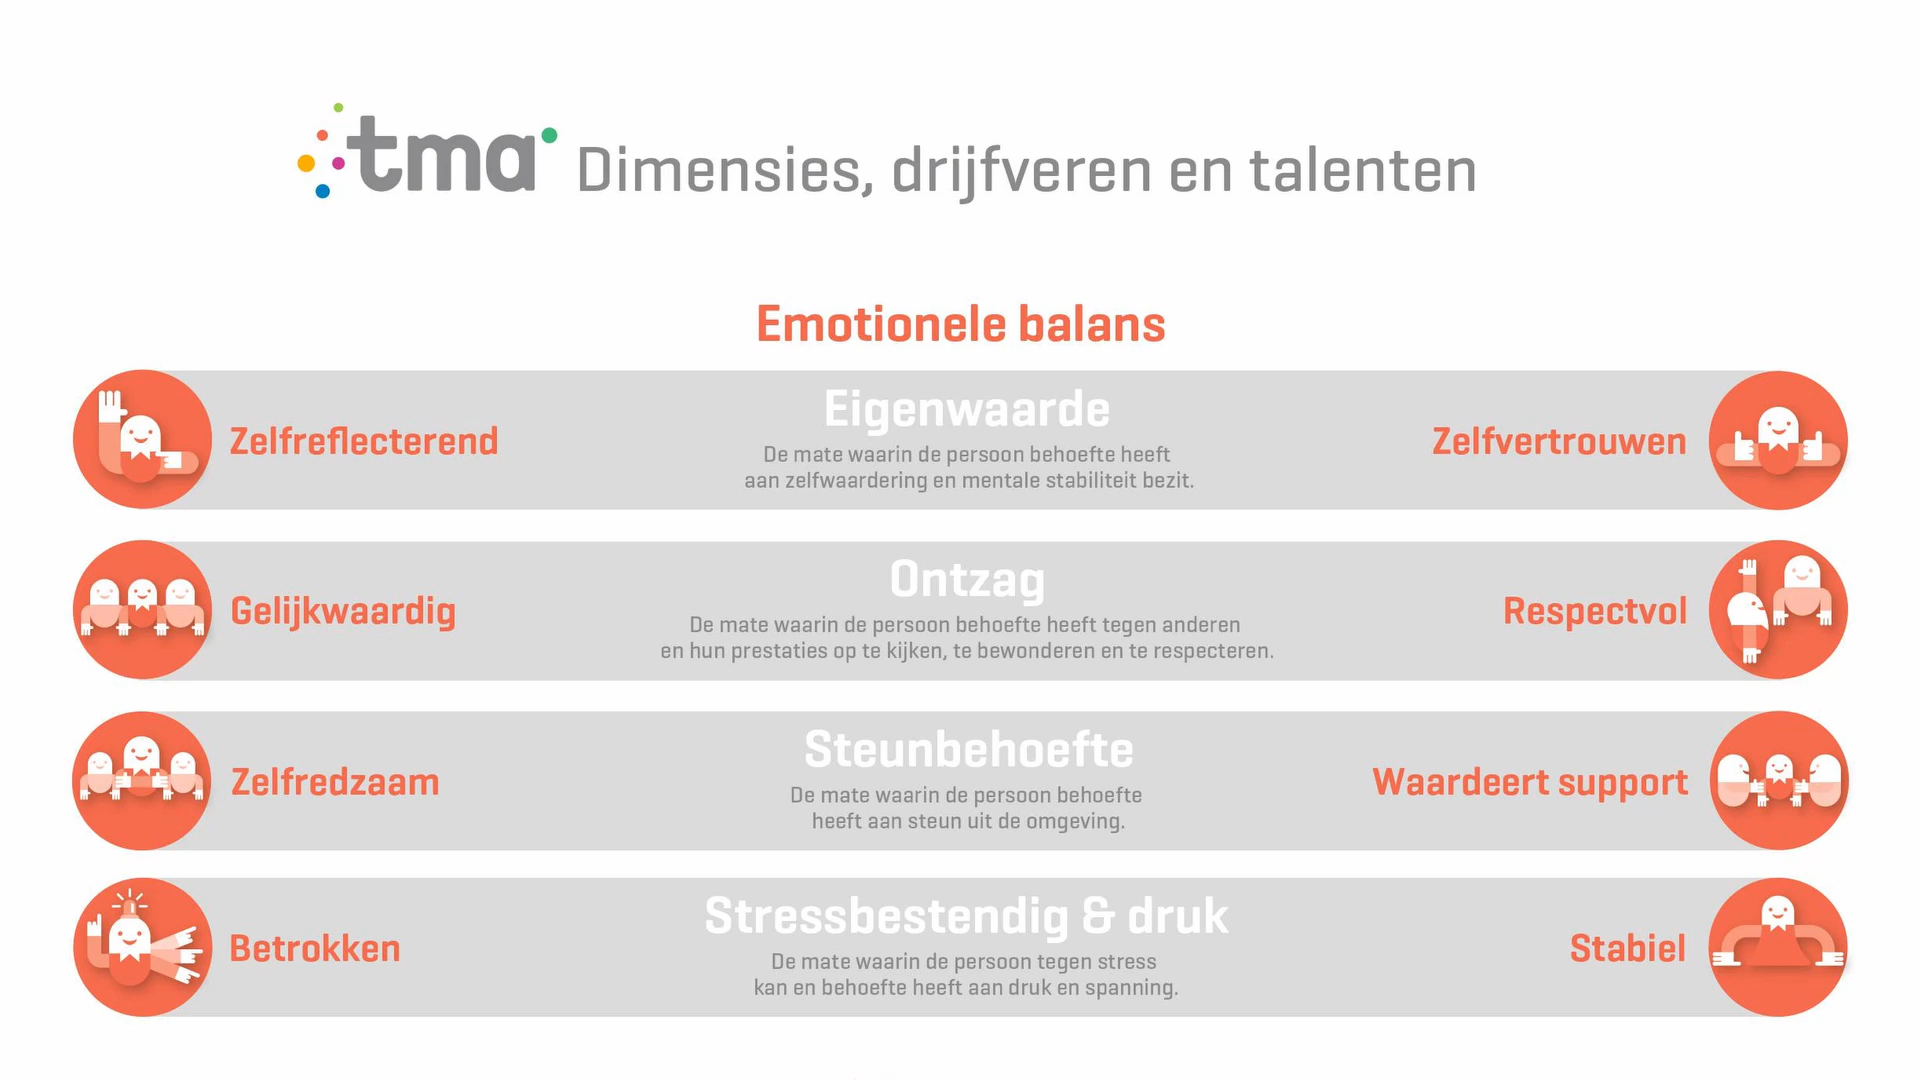 tma Dimensies, drijfveren en talenten
Emotionele balans
Zelfreflecterend
Eigenwaarde
De mate waarin de persoon behoefte heeft
aan zelfwaardering en mentale stabiliteit bezit.
Zelfvertrouwen
Gelijkwaardig
Ontzag
De mate waarin de persoon behoefte heeft tegen anderen
en hun prestaties op te kijken, te bewonderen en te respecteren.
Respectvol
Zelfredzaam
Steunbehoefte
De mate waarin de persoon behoefte
heeft aan steun uit de omgeving.
Waardeert support
Betrokken
Stressbestendig & druk
De mate waarin de persoon tegen stress
kan en behoefte heeft aan druk en spanning.
Stabiel